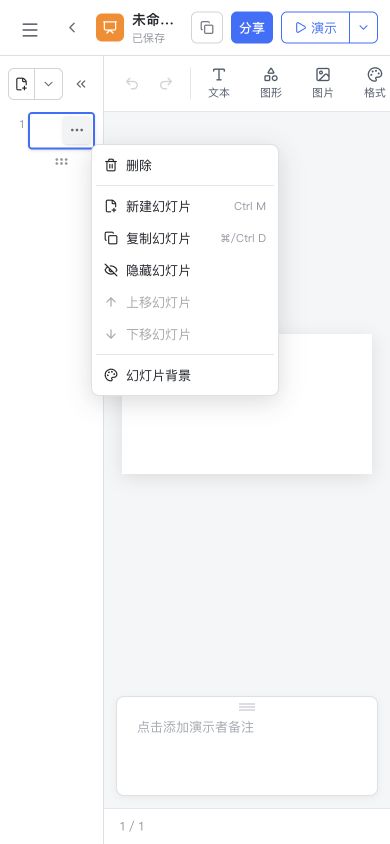 未命...
已保存
分享
演示
文本
图形
图片
格式
1
删除
新建幻灯片 Ctrl M
复制幻灯片 ⌘/Ctrl D
隐藏幻灯片
上移幻灯片
下移幻灯片
幻灯片背景
点击添加演示者备注
1 / 1